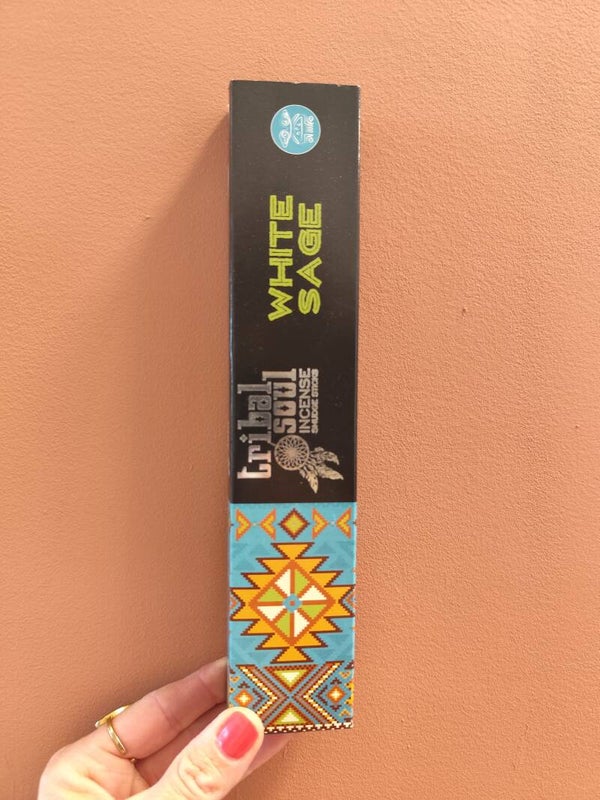 tribal
soul
INCENSE
SMUDGE STICKS
WHITE
SAGE